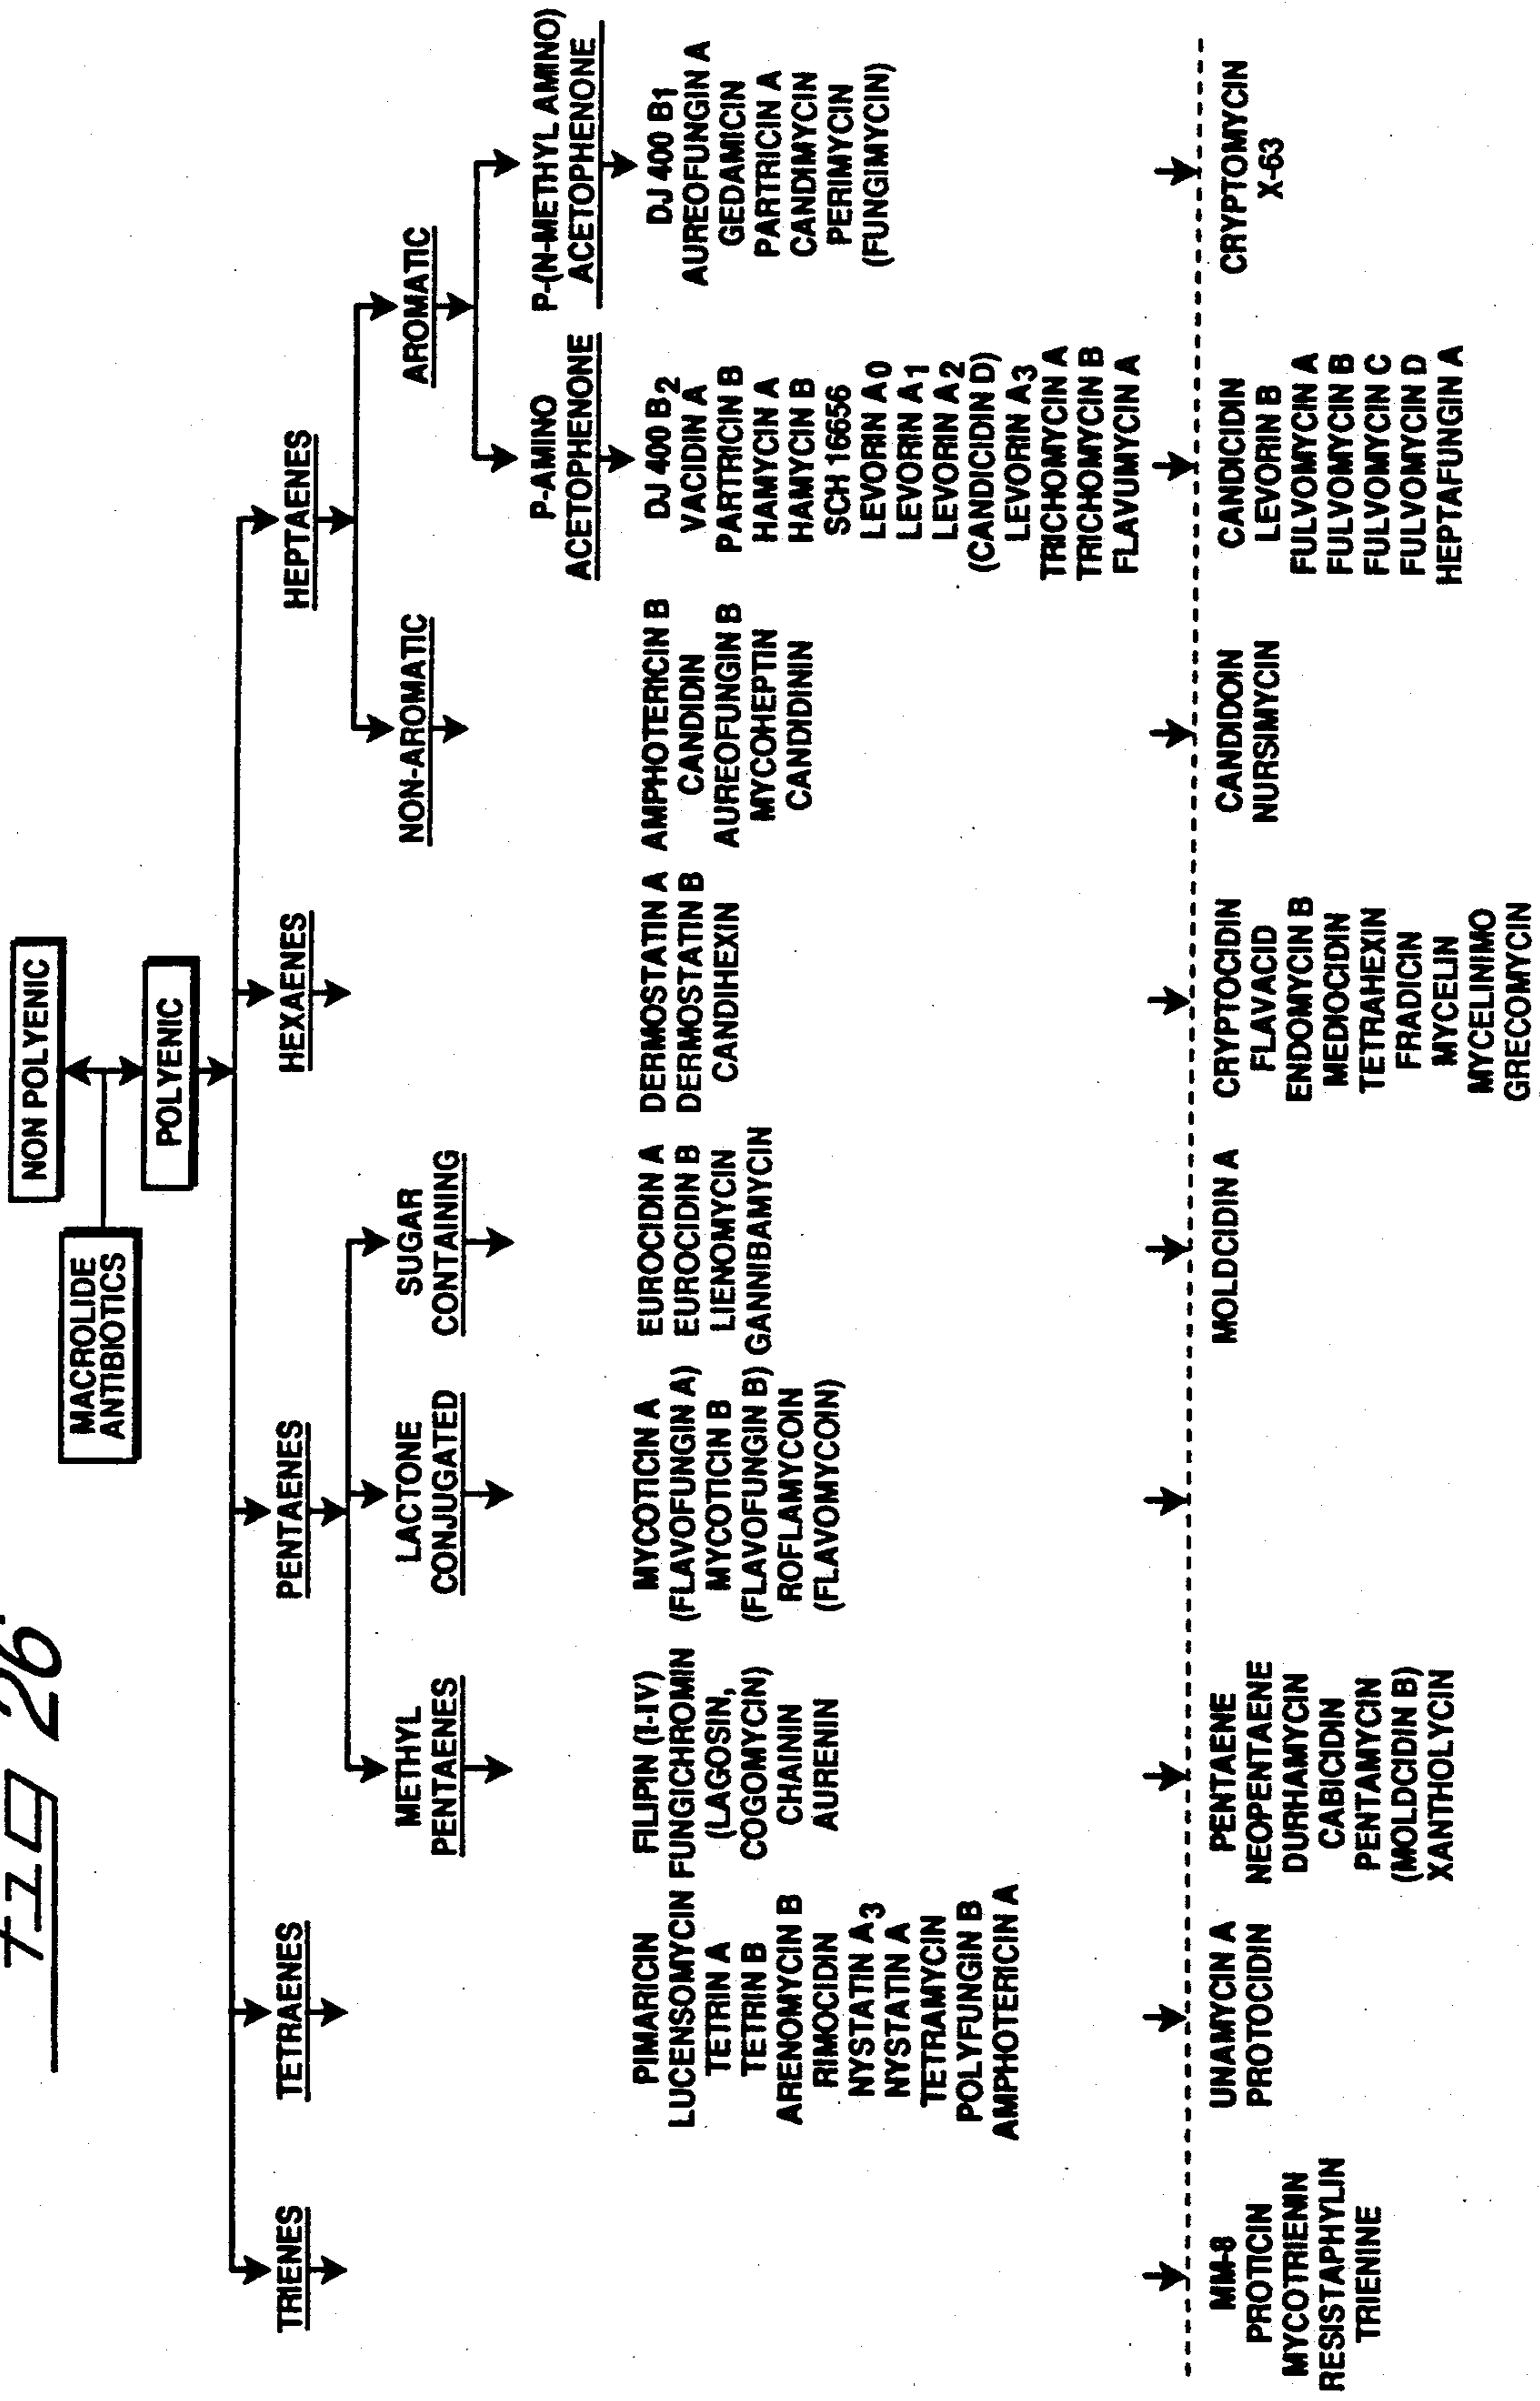 FIG 26
MACROLIDE
ANTIBIOTICS
NON POLYENIC
POLYENIC
TRIENES
TETRAENES
PENTAENES
HEXAENES
HEPTAENES
METHYL
PENTAENES
LACTONE
CONJUGATED
SUGAR
CONTAINING
NON-AROMATIC
AROMATIC
P-AMINO
ACETOPHENONE
P-(N-METHYL AMINO)
ACETOPHENONE
PIMARICIN
LUCENSOMYCIN
TETRIN A
TETRIN B
ARENOMYCIN B
RIMOCIDIN
NYSTATIN A3
NYSTATIN A
TETRAMYCIN
POLYFUNGIN B
AMPHOTERICIN A
FILIPIN (I-IV)
FUNGICHROMIN
(LAGOSIN,
COGOMYCIN)
CHAININ
AURENIN
MYCOTICIN A
(FLAVOFUNGIN A)
MYCOTICIN B
(FLAVOFUNGIN B)
ROFLAMYCOIN
(FLAVOMYCOIN)
EUROCIDIN A
EUROCIDIN B
LIENOMYCIN
GANNIBAMYCIN
DERMOSTATIN A
DERMOSTATIN B
CANDIHEXIN
AMPHOTERICIN B
CANDIDIN
AUREOFUNGIN B
MYCOHEPTIN
CANDIDININ
DJ 400 B2
VACIDIN A
PARTRICIN B
HAMYCIN A
HAMYCIN B
SCH 16656
LEVORIN A0
LEVORIN A1
LEVORIN A2
(CANDICIDIN D)
LEVORIN A3
TRICHOMYCIN A
TRICHOMYCIN B
FLAVUMYCIN A
DJ 400 B1
AUREOFUNGIN A
GEDAMICIN
PARTRICIN A
CANDIMYCIN
PERIMYCIN
(FUNGIMYCIN)
MM-8
PROTICIN
MYCOTRIENIN
RESISTAPHYLIN
TRIENINE
UNAMYCIN A
PROTOCIDIN
PENTAENE
NEOPENTAENE
DURHAMYCIN
CABICIDIN
PENTAMYCIN
(MOLDCIDIN B)
XANTHOLYCIN
MOLDCIDIN A
CRYPTOCIDIN
FLAVACID
ENDOMYCIN B
MEDIOCIDIN
TETRAHEXIN
FRADICIN
MYCELIN
MYCELINIMO
GRECOMYCIN
CANDIDOIN
NURSIMYCIN
CANDICIDIN
LEVORIN B
FULVOMYCIN A
FULVOMYCIN B
FULVOMYCIN C
FULVOMYCIN D
HEPTAFUNGIN A
CRYPTOMYCIN
X-63